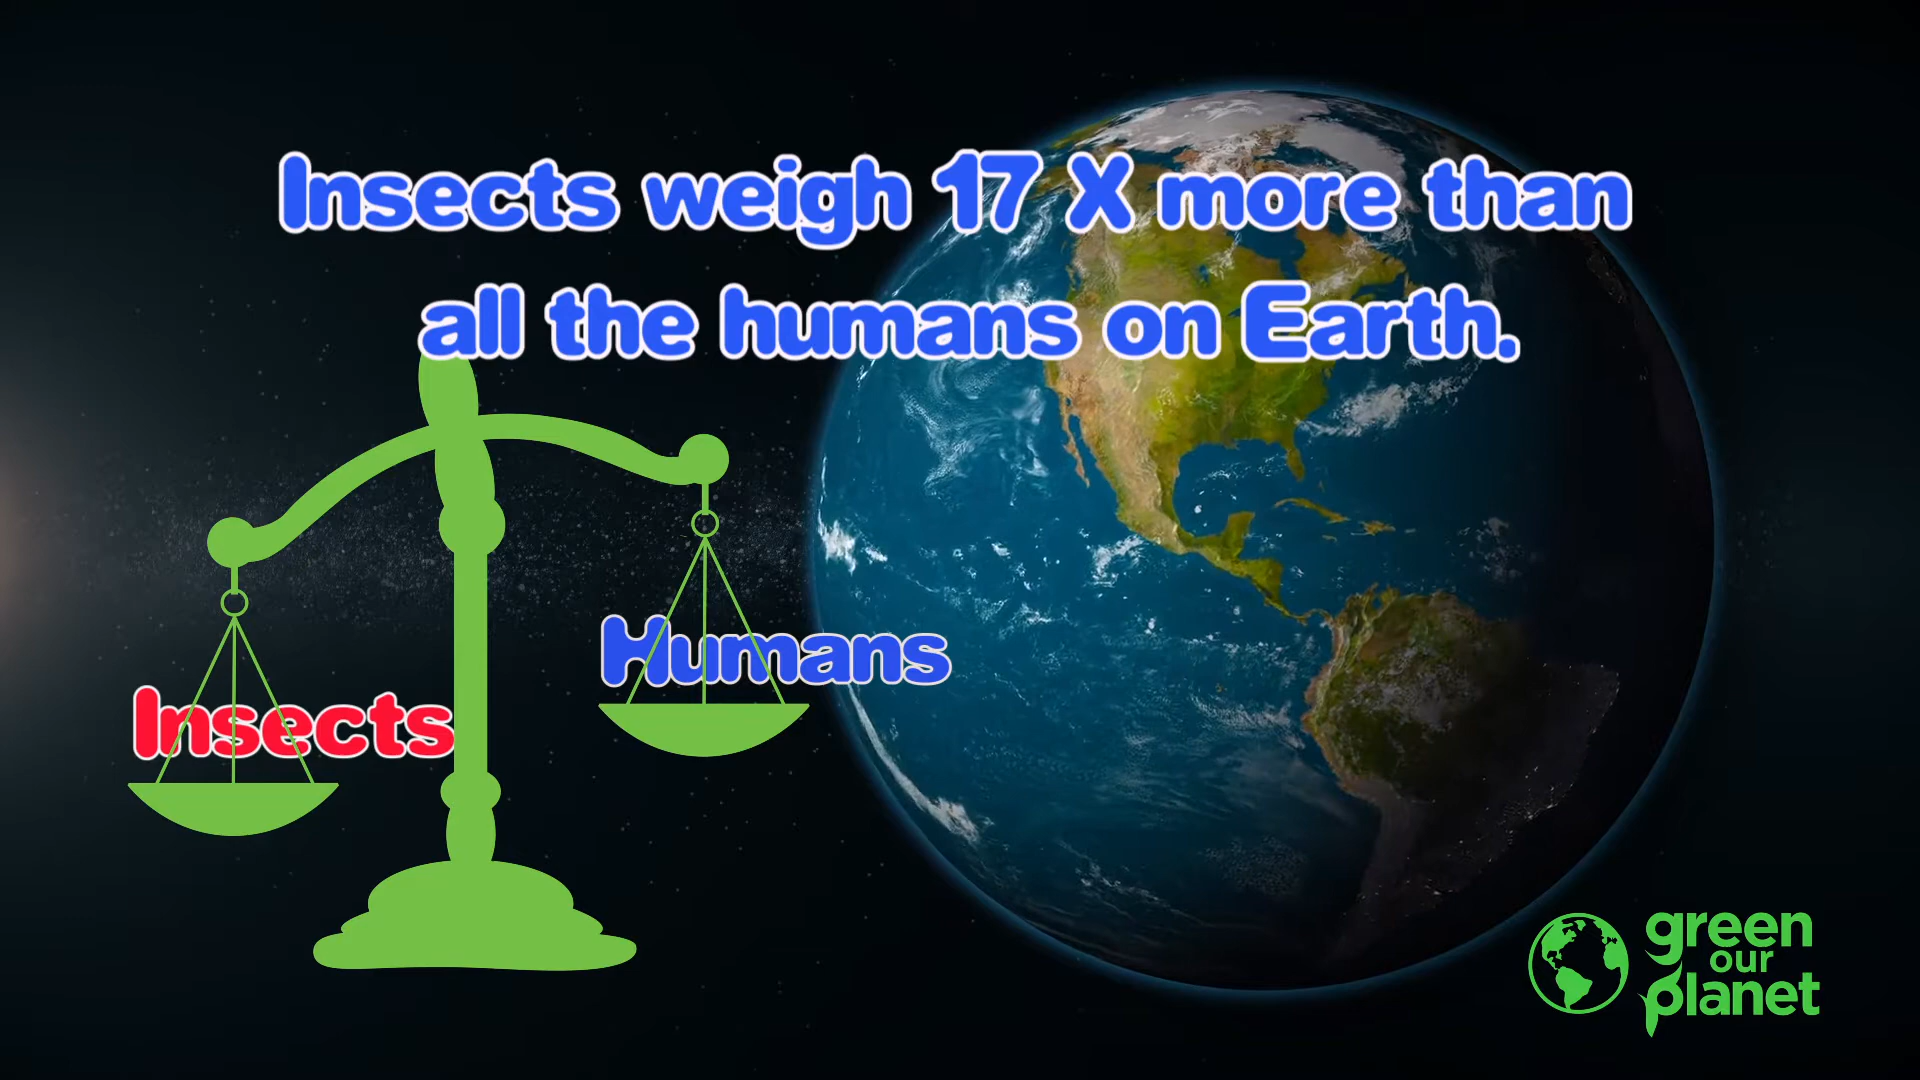 Insects weigh 17 X more than
all the humans on Earth.
Humans
Insects
green
our
planet